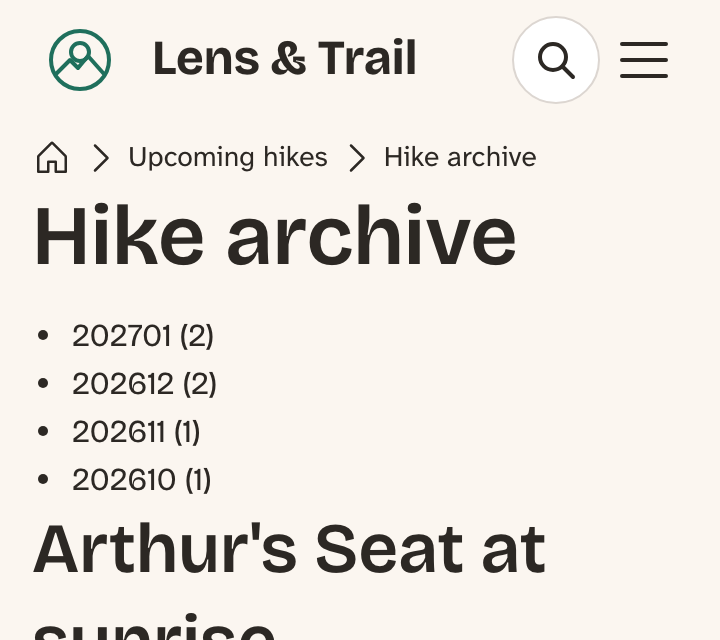 Lens & Trail
Upcoming hikes
Hike archive
Hike archive
202701 (2)
202612 (2)
202611 (1)
202610 (1)
Arthur's Seat at
sunrise